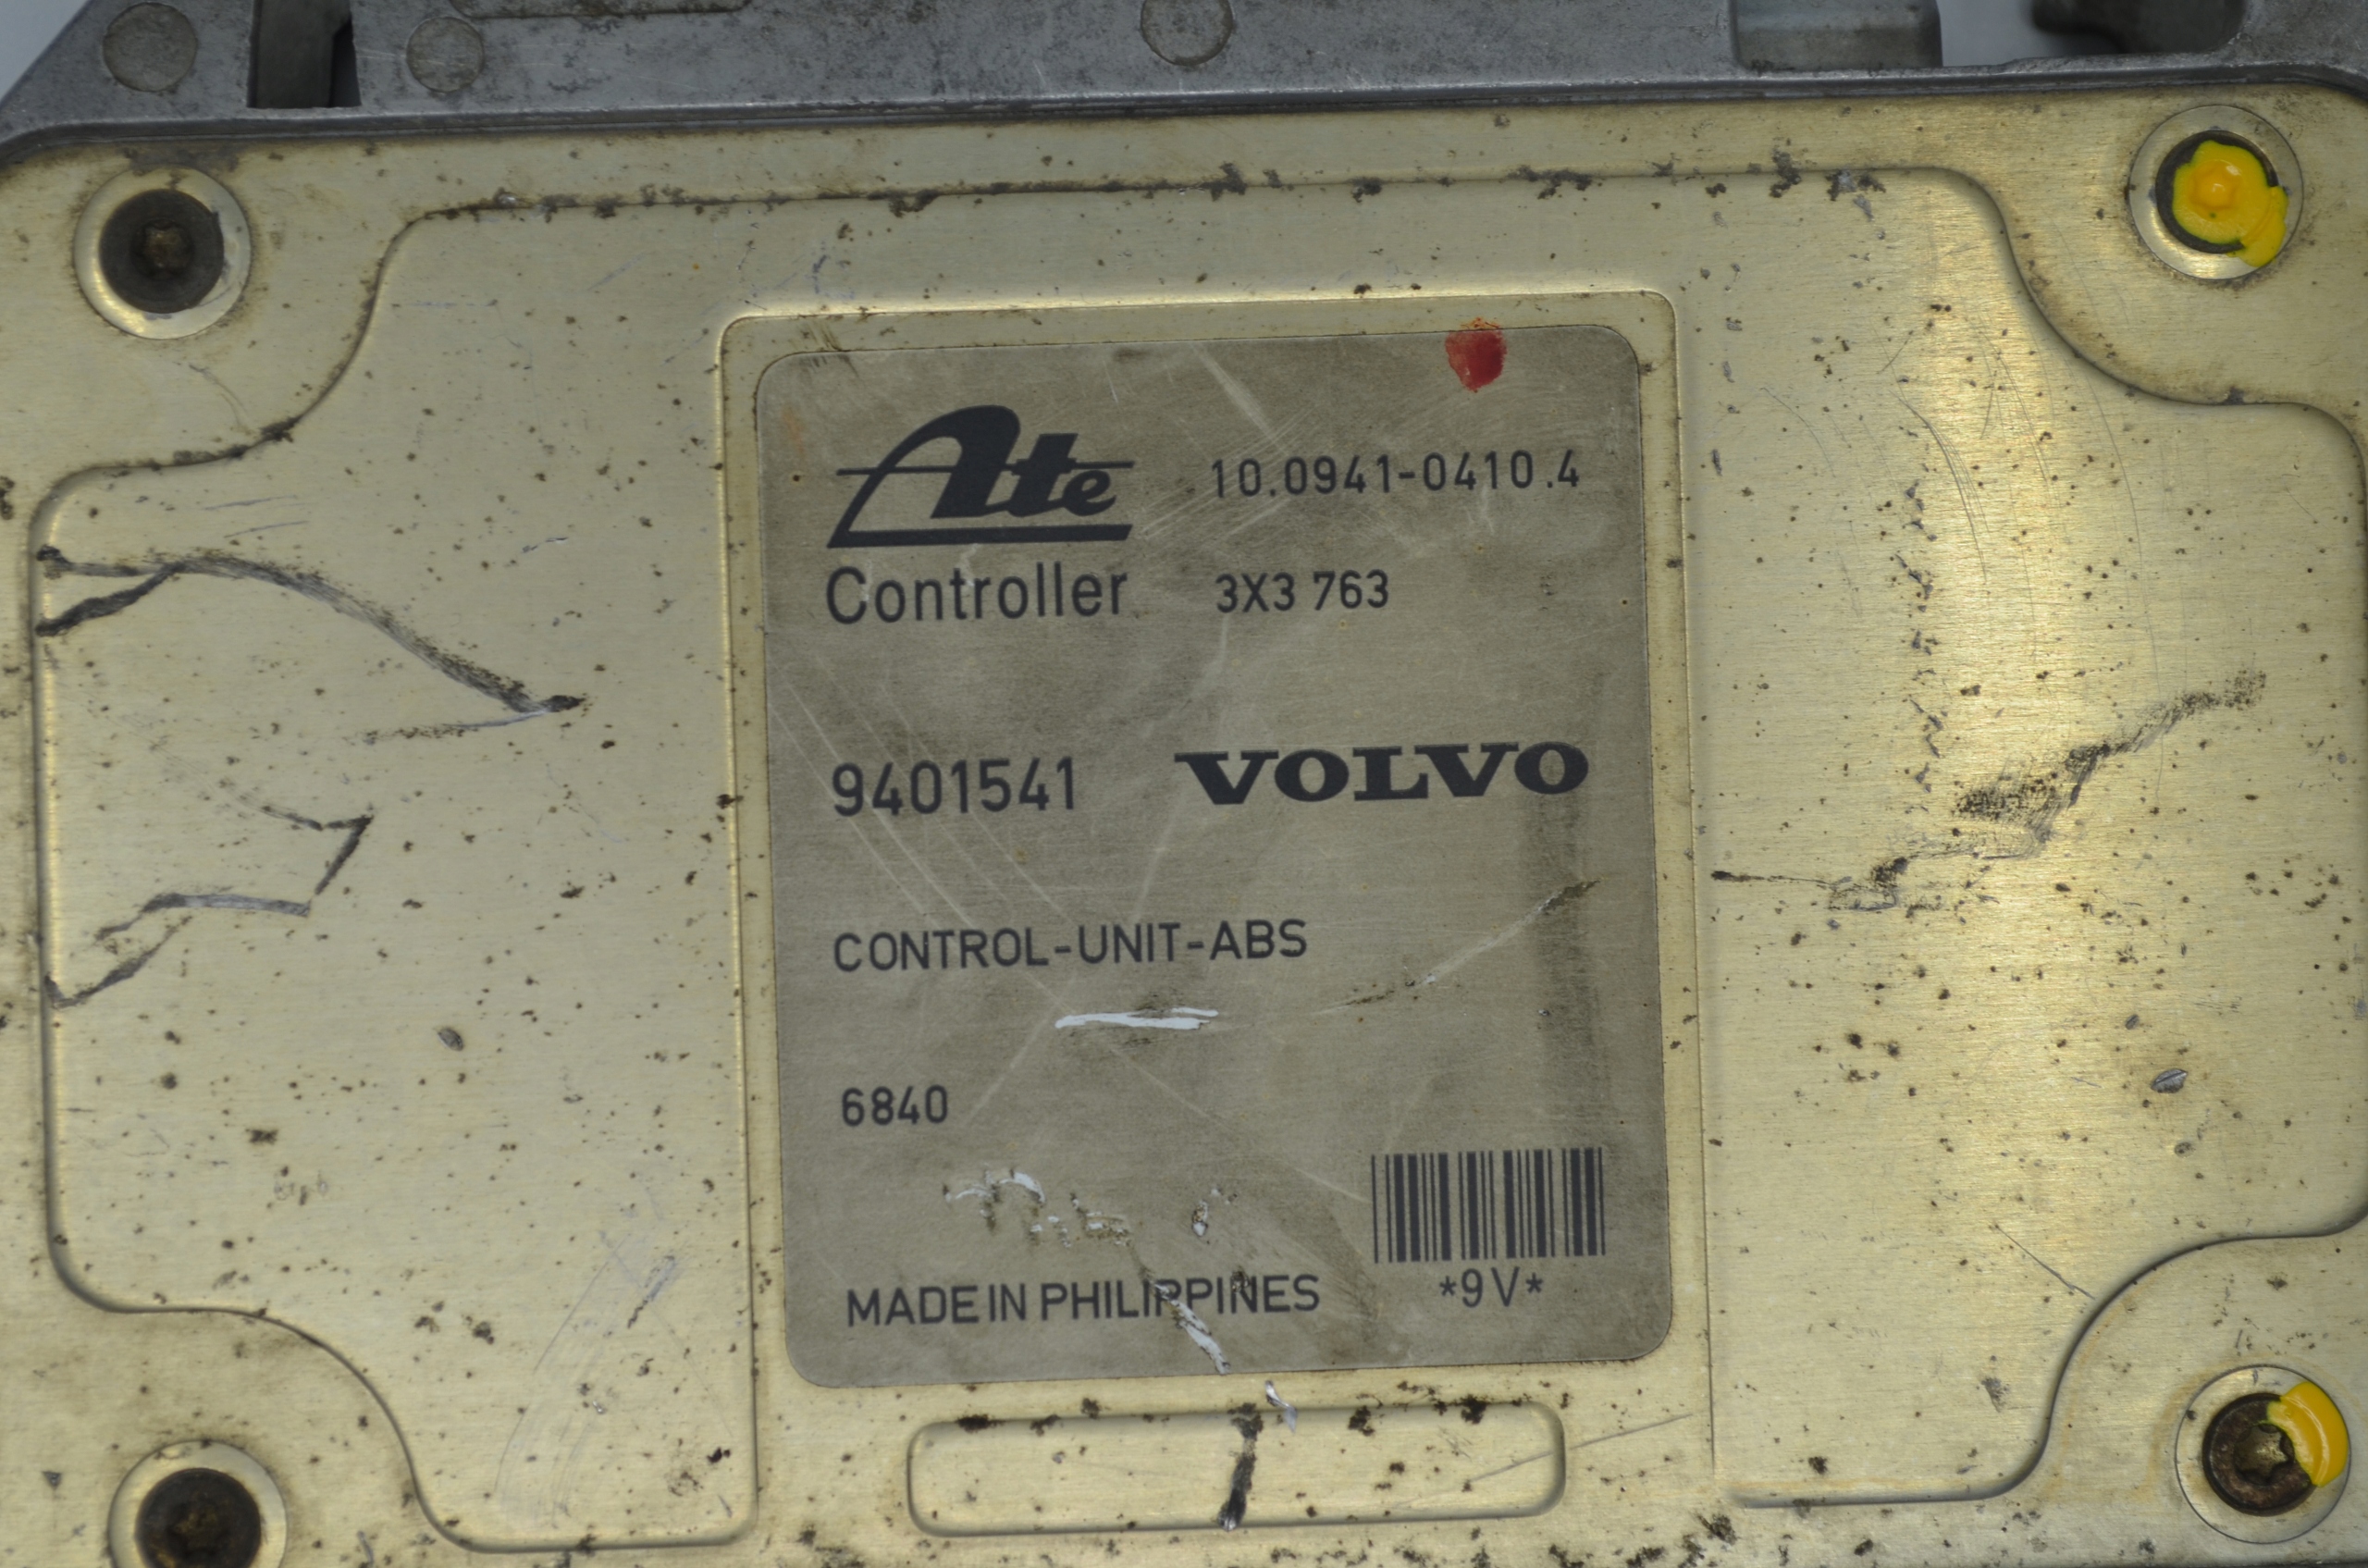 Ate 10.0941-0410.4
Controller 3X3 763
9401541 VOLVO
CONTROL-UNIT-ABS
6840
MADE IN PHILIPPINES *9V*